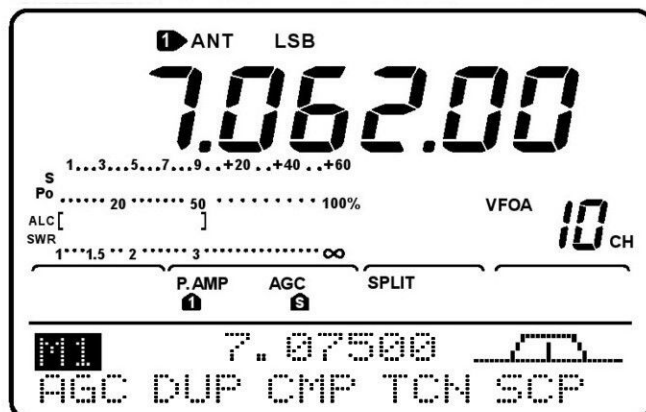 1 ANT LSB
7.062.00
1...3...5...7...9..+20..+40..+60
S
Po ...... 20 ...... 50 .......... 100%
VFOA 10 CH
ALC [ ]
SWR
1...1.5..2......3..............∞
P.AMP AGC SPLIT
1 S
M1 7.07500
AGC DUP CMP TCN SCP